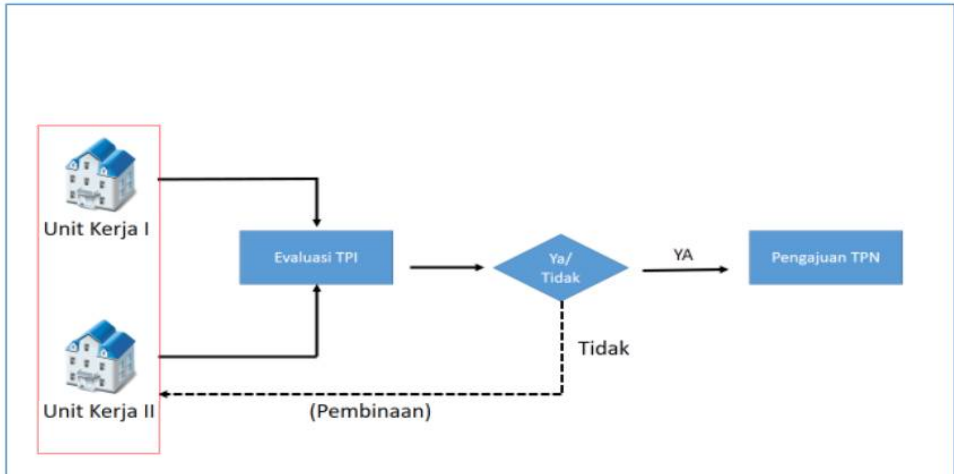 Unit Kerja I
Evaluasi TPI
Ya/
Tidak
YA
Pengajuan TPN
Tidak
Unit Kerja II
(Pembinaan)